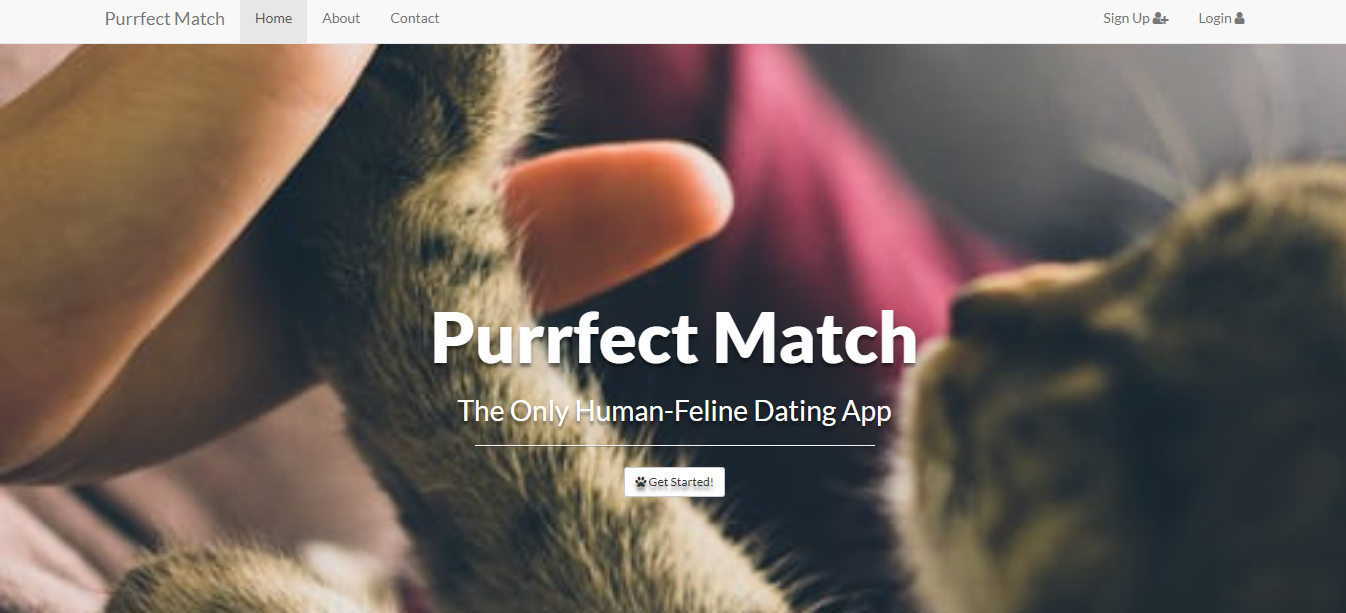 Purrfect Match Home About Contact Sign Up Login
Purrfect Match
The Only Human-Feline Dating App
Get Started!